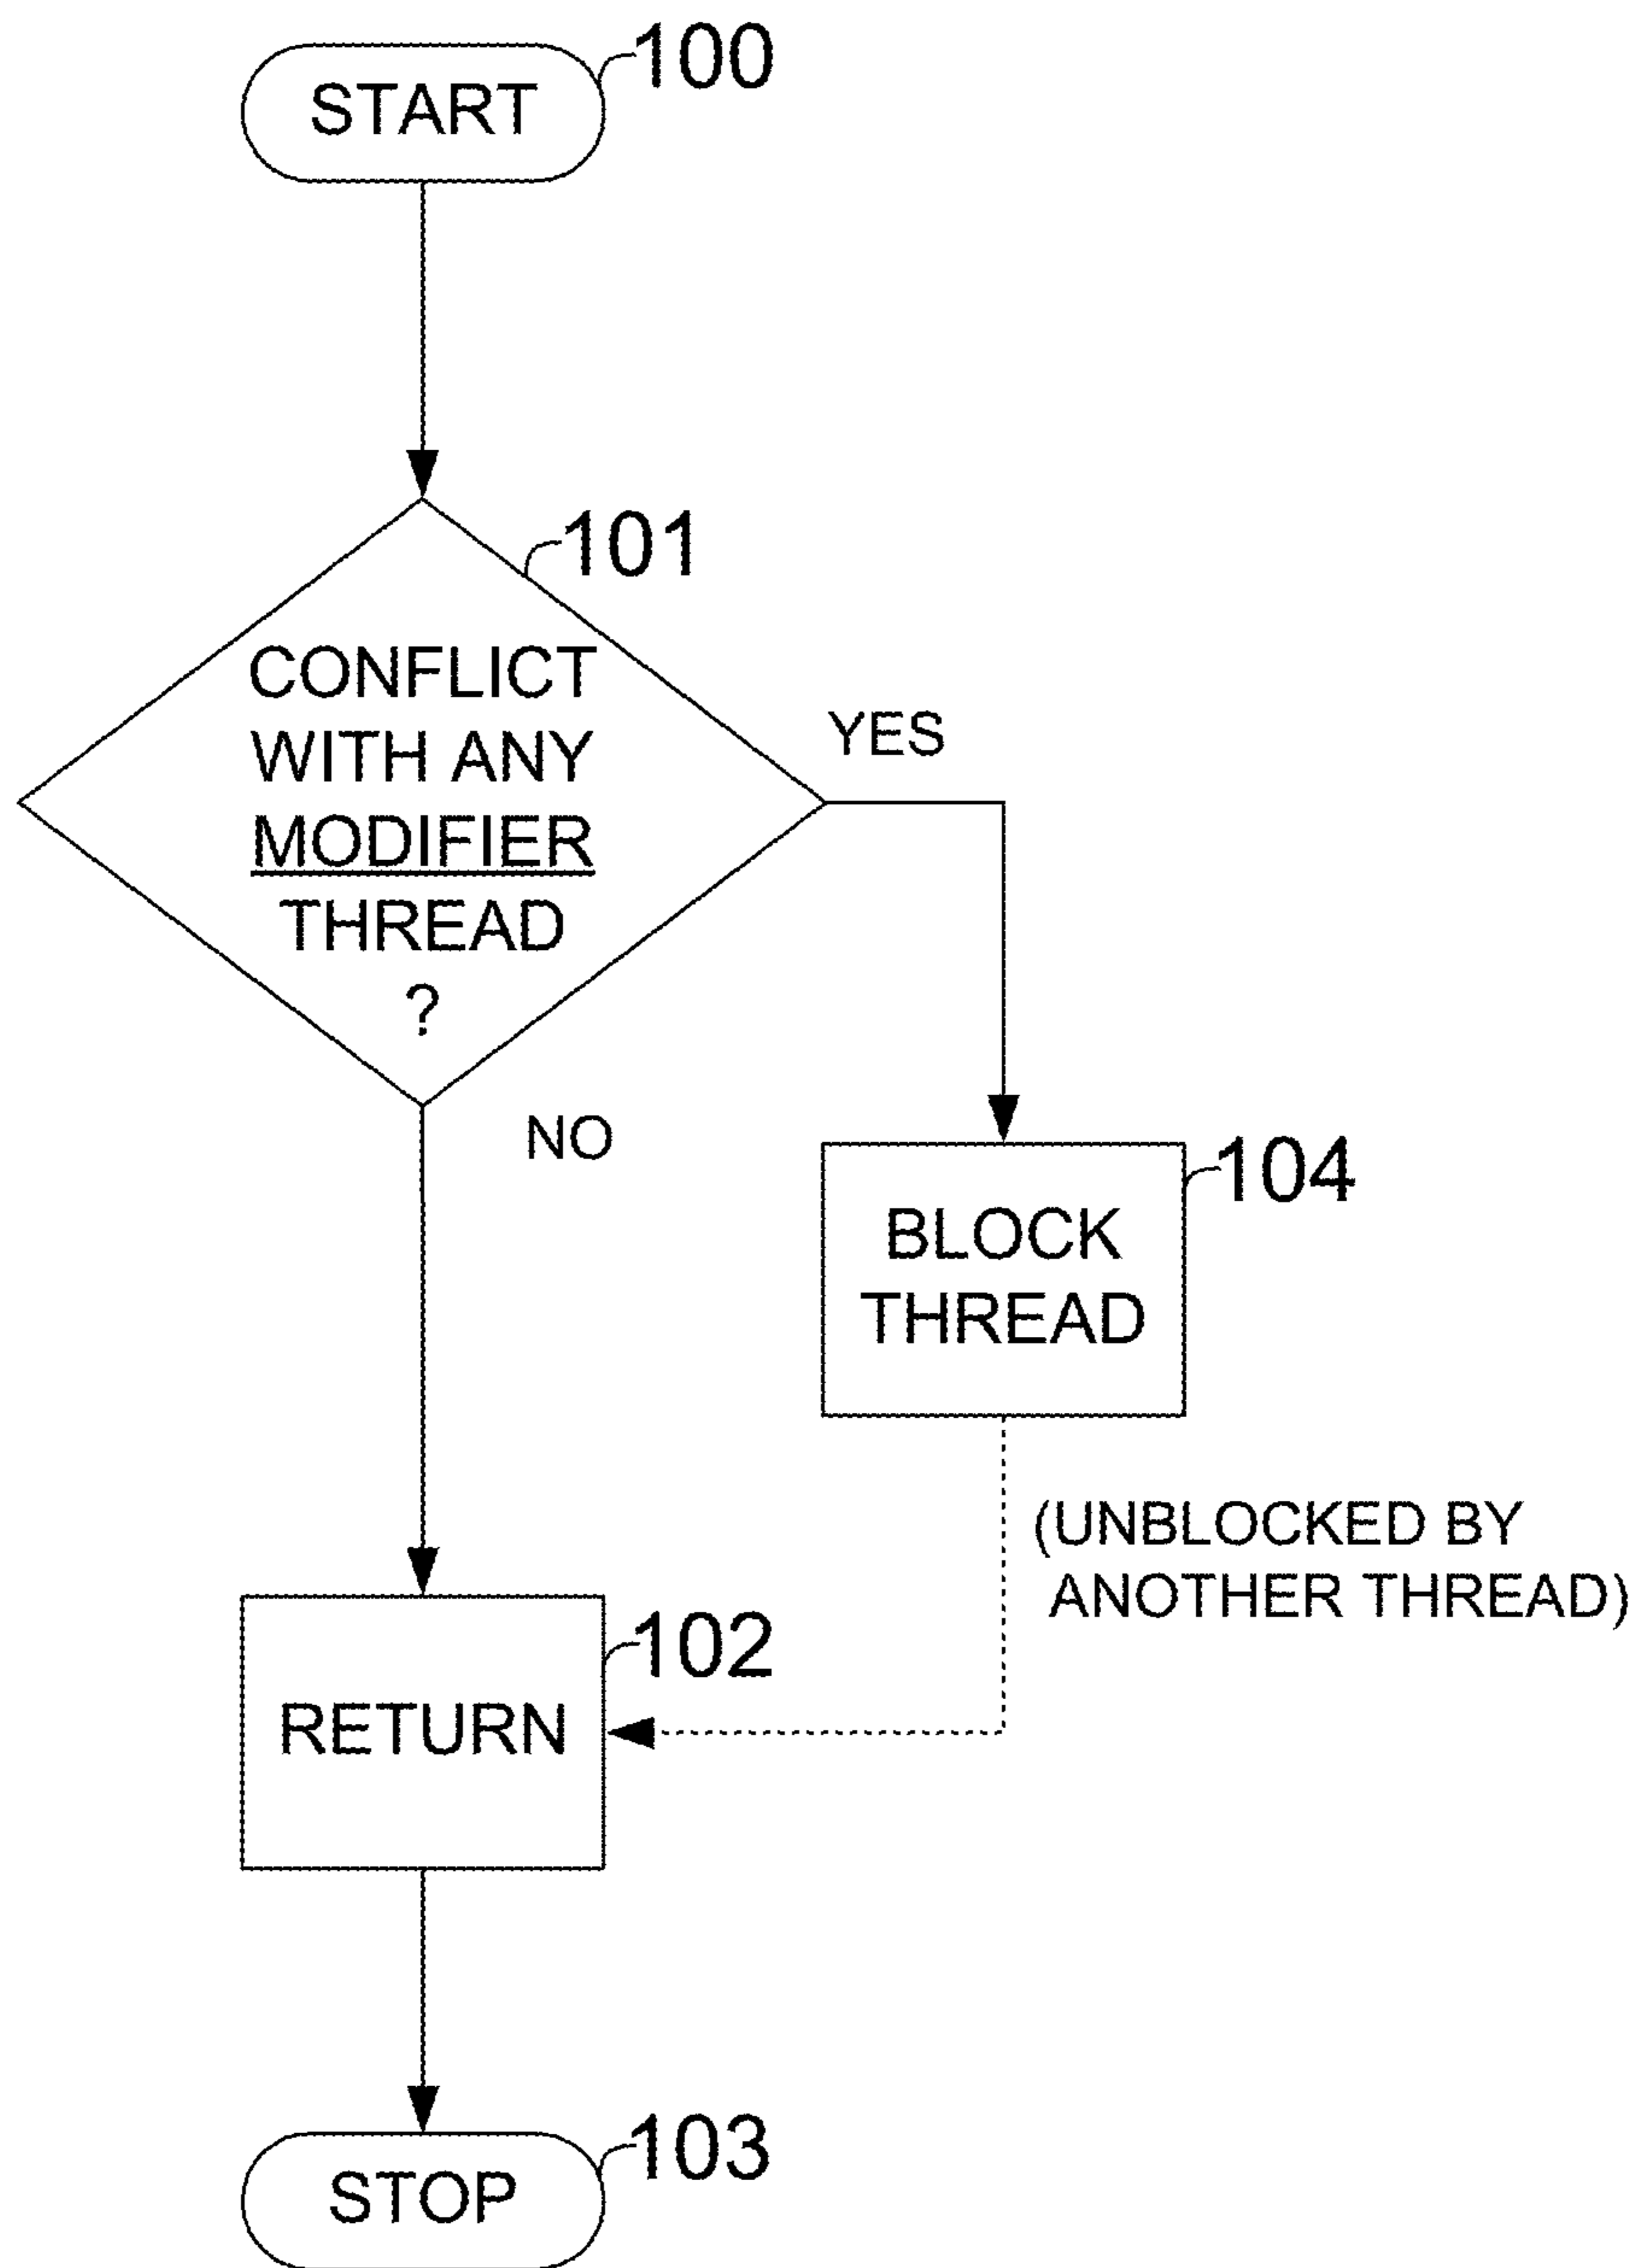 100
START
101
CONFLICT
WITH ANY
MODIFIER
THREAD
?
YES
NO
104
BLOCK
THREAD
(UNBLOCKED BY
ANOTHER THREAD)
102
RETURN
103
STOP